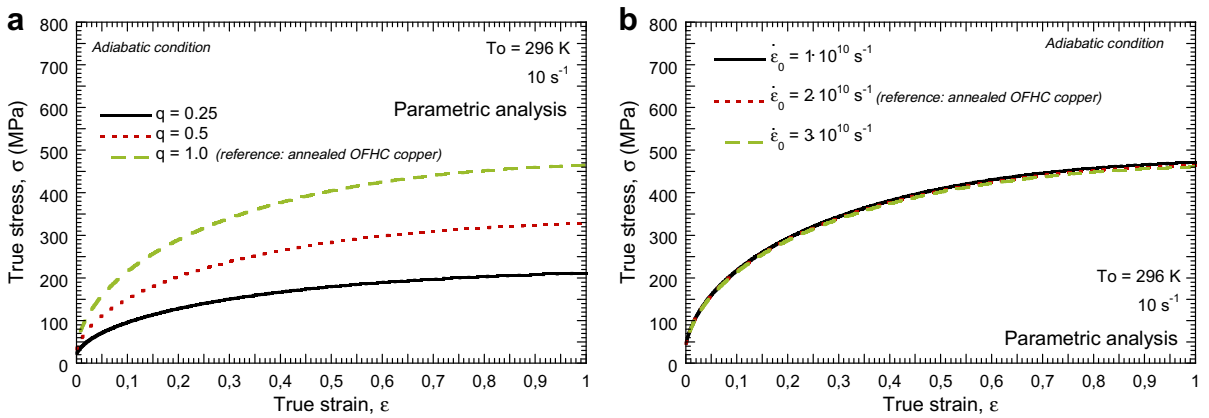 a
Adiabatic condition
To = 296 K
10 s⁻¹
Parametric analysis
q = 0.25
q = 0.5
q = 1.0 (reference: annealed OFHC copper)
True stress, σ (MPa)
800
700
600
500
400
300
200
100
0
0 0,1 0,2 0,3 0,4 0,5 0,6 0,7 0,8 0,9 1
True strain, ε
b
Adiabatic condition
ε̇₀ = 1·10¹⁰ s⁻¹
ε̇₀ = 2·10¹⁰ s⁻¹ (reference: annealed OFHC copper)
ε̇₀ = 3·10¹⁰ s⁻¹
To = 296 K
10 s⁻¹
Parametric analysis
True stress, σ (MPa)
800
700
600
500
400
300
200
100
0
0 0,1 0,2 0,3 0,4 0,5 0,6 0,7 0,8 0,9 1
True strain, ε